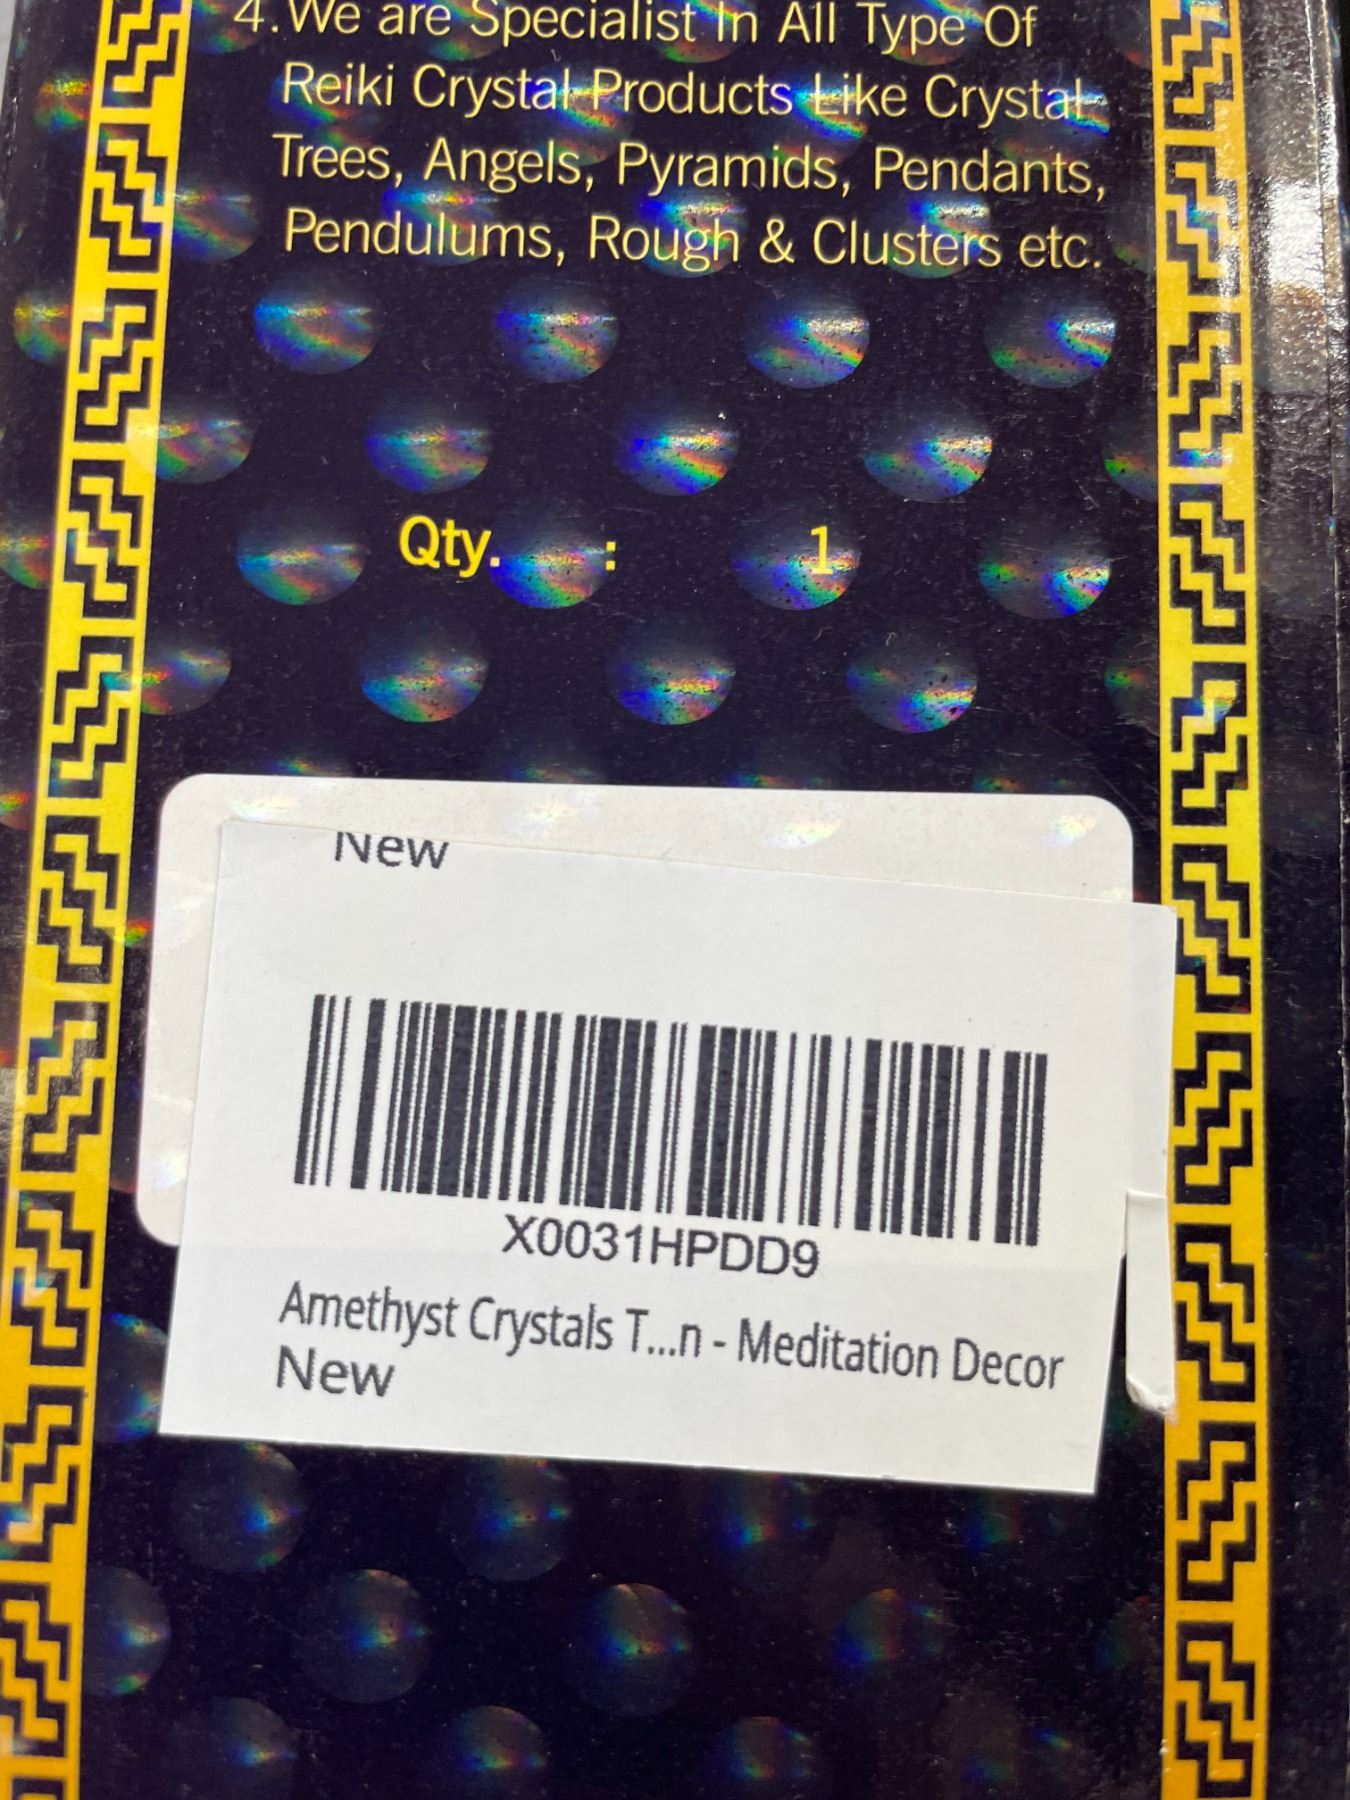 4.We are Specialist In All Type Of
Reiki Crystal Products Like Crystal
Trees, Angels, Pyramids, Pendants,
Pendulums, Rough & Clusters etc.
Qty. : 1
New
X0031HPDD9
Amethyst Crystals T...n - Meditation Decor
New